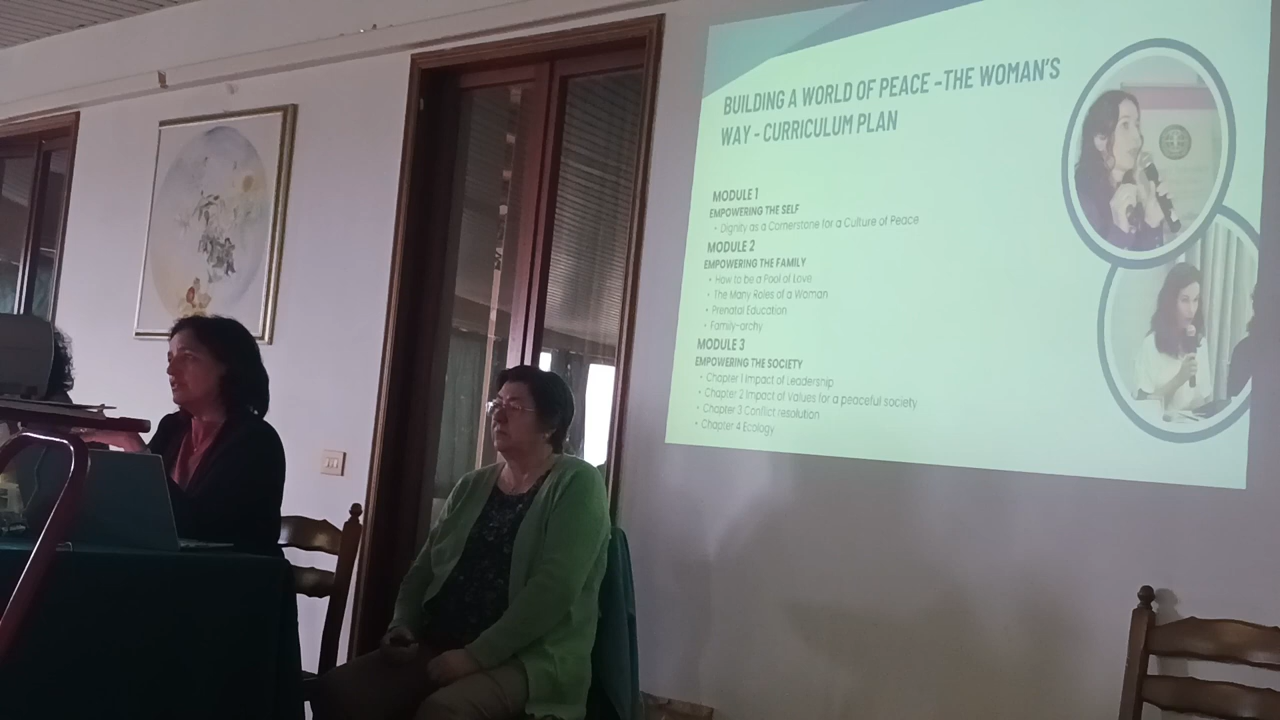 BUILDING A WORLD OF PEACE -THE WOMAN'S
WAY - CURRICULUM PLAN
MODULE 1
EMPOWERING THE SELF
• Dignity as a Cornerstone for a Culture of Peace
MODULE 2
EMPOWERING THE FAMILY
• How to be a Pool of Love
• The Many Roles of a Woman
• Prenatal Education
• Family-archy
MODULE 3
EMPOWERING THE SOCIETY
• Chapter 1 Impact of Leadership
• Chapter 2 Impact of Values for a peaceful society
• Chapter 3 Conflict resolution
• Chapter 4 Ecology